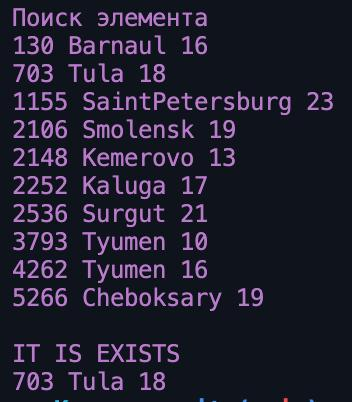 Поиск элемента
130 Barnaul 16
703 Tula 18
1155 SaintPetersburg 23
2106 Smolensk 19
2148 Kemerovo 13
2252 Kaluga 17
2536 Surgut 21
3793 Tyumen 10
4262 Tyumen 16
5266 Cheboksary 19
IT IS EXISTS
703 Tula 18